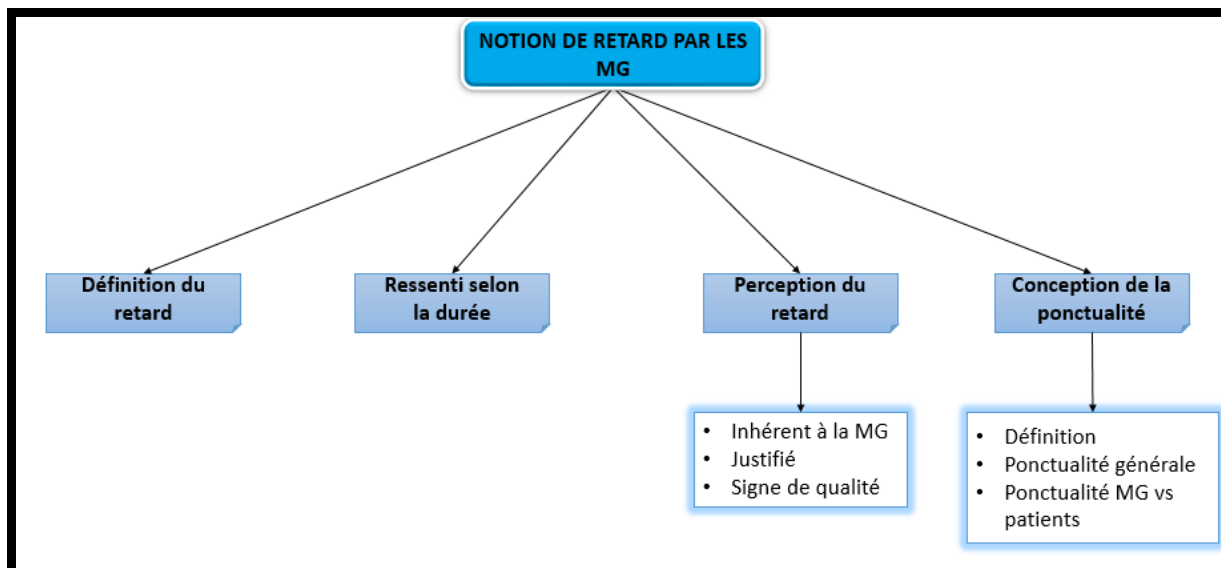 NOTION DE RETARD PAR LES
MG
Définition du
retard
Ressenti selon
la durée
Perception du
retard
Conception de la
ponctualité
• Inhérent à la MG
• Justifié
• Signe de qualité
• Définition
• Ponctualité générale
• Ponctualité MG vs
patients